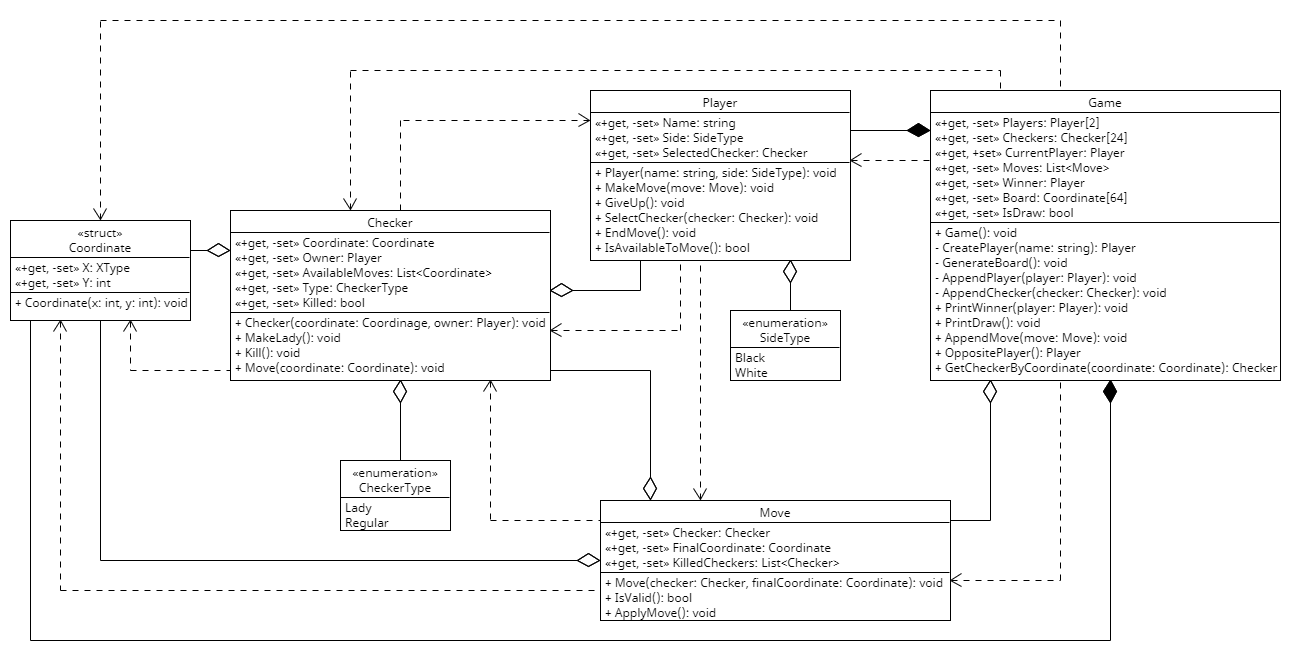 Player
«+get, -set» Name: string
«+get, -set» Side: SideType
«+get, -set» SelectedChecker: Checker
+ Player(name: string, side: SideType): void
+ MakeMove(move: Move): void
+ GiveUp(): void
+ SelectChecker(checker: Checker): void
+ EndMove(): void
+ IsAvailableToMove(): bool
Game
«+get, -set» Players: Player[2]
«+get, -set» Checkers: Checker[24]
«+get, +set» CurrentPlayer: Player
«+get, -set» Moves: List<Move>
«+get, -set» Winner: Player
«+get, -set» Board: Coordinate[64]
«+get, -set» IsDraw: bool
+ Game(): void
- CreatePlayer(name: string): Player
- GenerateBoard(): void
- AppendPlayer(player: Player): void
- AppendChecker(checker: Checker): void
+ PrintWinner(player: Player): void
+ PrintDraw(): void
+ AppendMove(move: Move): void
+ OppositePlayer(): Player
+ GetCheckerByCoordinate(coordinate: Coordinate): Checker
«struct»
Coordinate
«+get, -set» X: XType
«+get, -set» Y: int
+ Coordinate(x: int, y: int): void
Checker
«+get, -set» Coordinate: Coordinate
«+get, -set» Owner: Player
«+get, -set» AvailableMoves: List<Coordinate>
«+get, -set» Type: CheckerType
«+get, -set» Killed: bool
+ Checker(coordinate: Coordinage, owner: Player): void
+ MakeLady(): void
+ Kill(): void
+ Move(coordinate: Coordinate): void
«enumeration»
SideType
Black
White
«enumeration»
CheckerType
Lady
Regular
Move
«+get, -set» Checker: Checker
«+get, -set» FinalCoordinate: Coordinate
«+get, -set» KilledCheckers: List<Checker>
+ Move(checker: Checker, finalCoordinate: Coordinate): void
+ IsValid(): bool
+ ApplyMove(): void